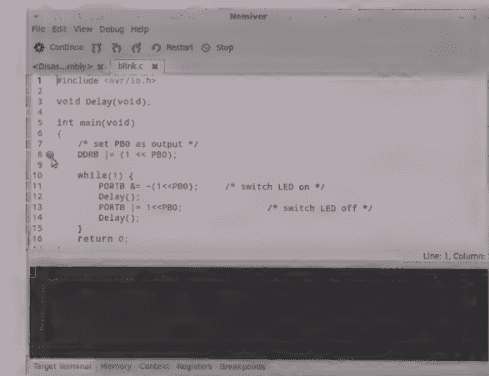 Nemiver
File Edit View Debug Help
Continue Restart Stop
<Disas...mbly> blink.c
1 #include <avr/io.h>
2
3 void Delay(void);
4
5 int main(void)
6 {
7 /* set PB0 as output */
8 DDRB |= (1 << PB0);
9
10 while(1) {
11 PORTB &= ~(1<<PB0); /* switch LED on */
12 Delay();
13 PORTB |= 1<<PB0; /* switch LED off */
14 Delay();
15 }
16 return 0;
Line: 1, Column:
Target Terminal Memory Context Registers Breakpoints